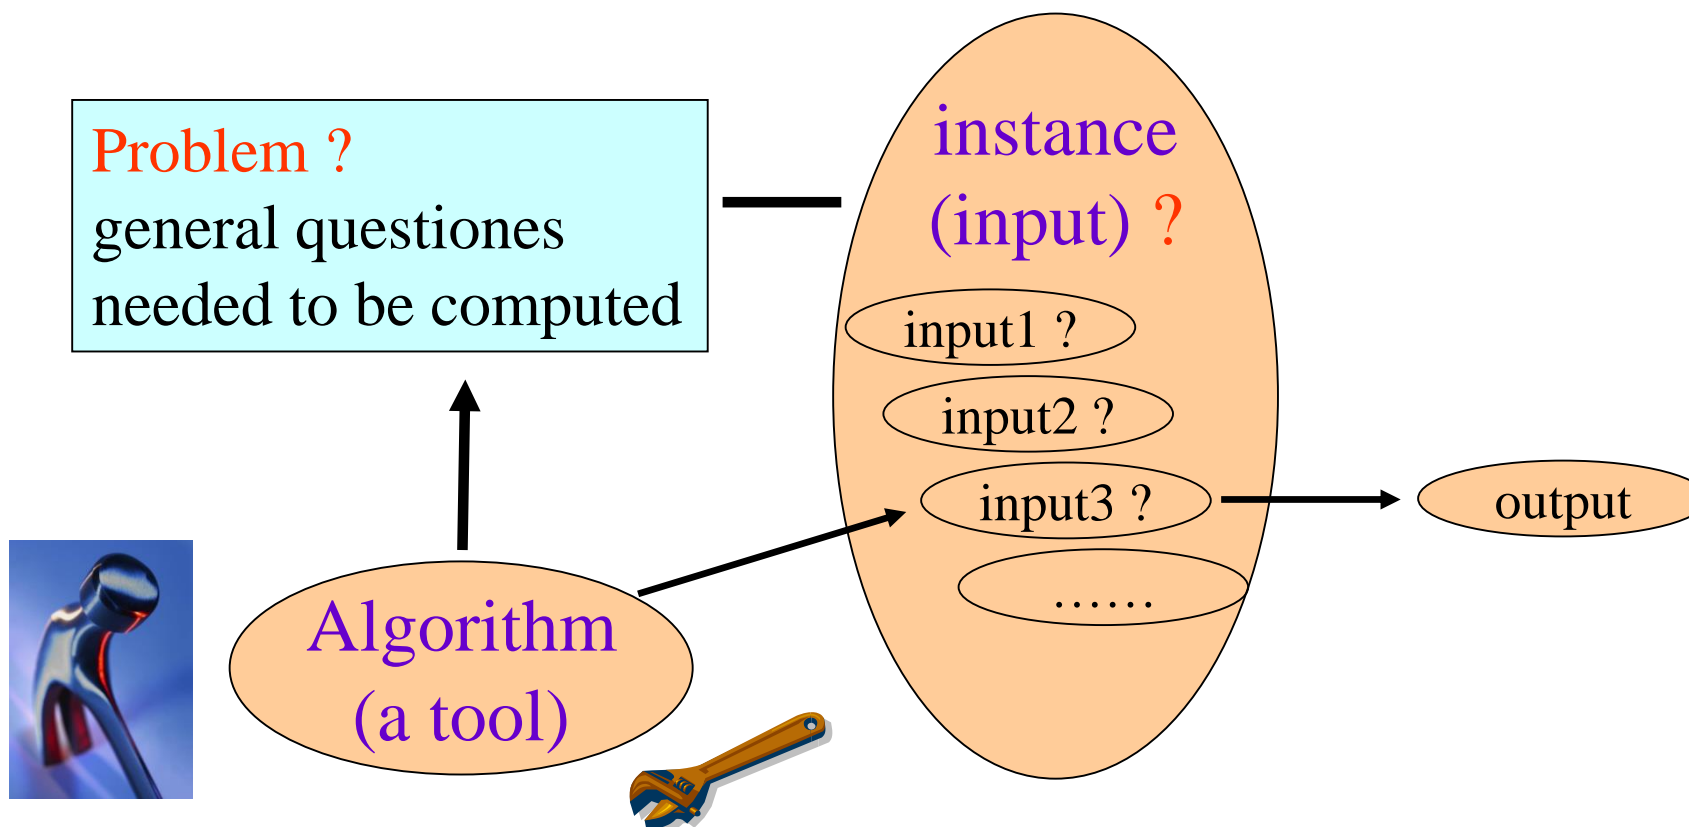 Problem ?
general questiones
needed to be computed
instance
(input) ?
input1 ?
input2 ?
input3 ?
......
output
Algorithm
(a tool)